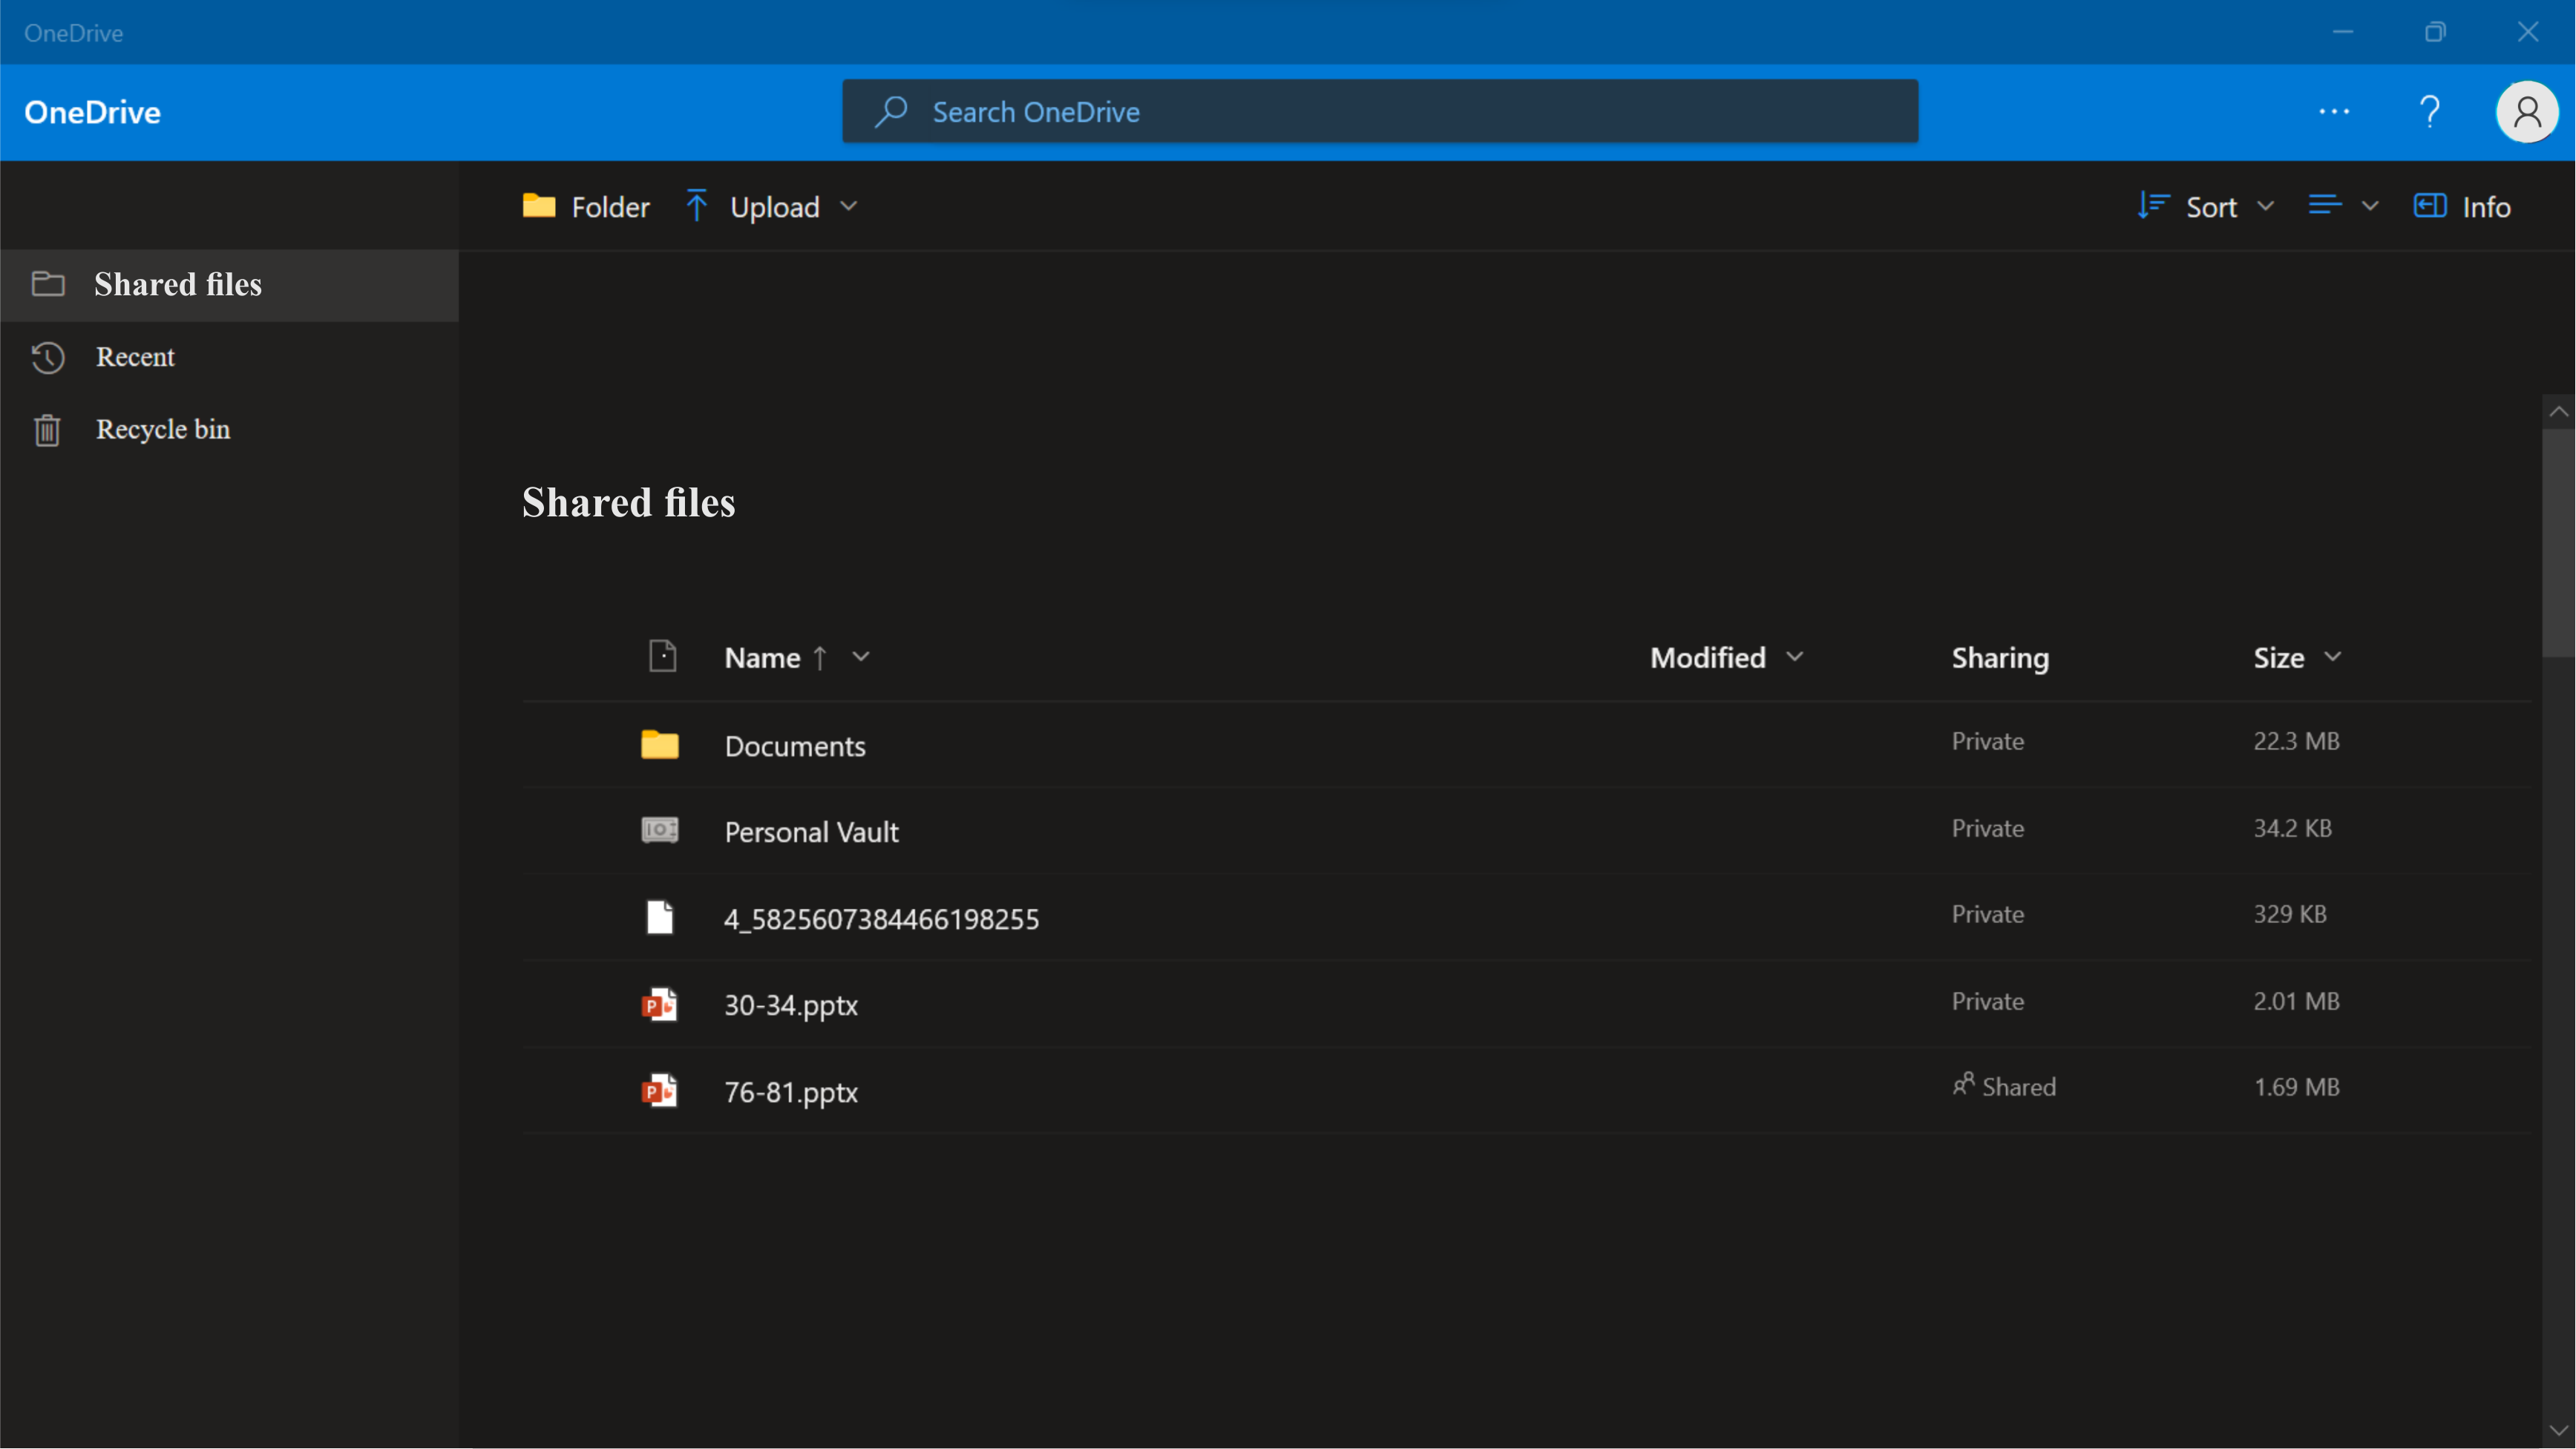 OneDrive
OneDrive
Search OneDrive
Folder Upload Sort Info
Shared files
Recent
Recycle bin
Shared files
Name Modified Sharing Size
Documents Private 22.3 MB
Personal Vault Private 34.2 KB
4_5825607384466198255 Private 329 KB
30-34.pptx Private 2.01 MB
76-81.pptx Shared 1.69 MB